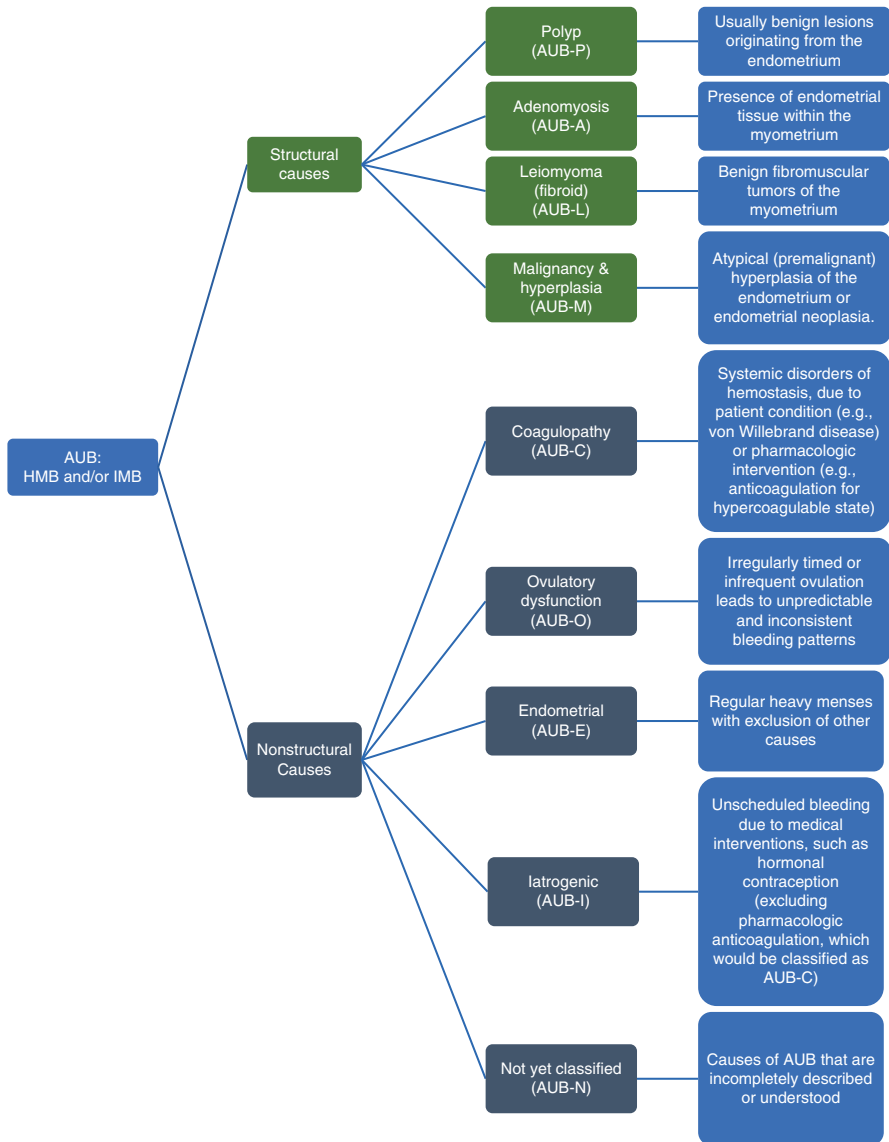 Polyp
(AUB-P)
Usually benign lesions
originating from the
endometrium
Adenomyosis
(AUB-A)
Presence of endometrial
tissue within the
myometrium
Structural
causes
Leiomyoma
(fibroid)
(AUB-L)
Benign fibromuscular
tumors of the
myometrium
Malignancy &
hyperplasia
(AUB-M)
Atypical (premalignant)
hyperplasia of the
endometrium or
endometrial neoplasia.
AUB:
HMB and/or IMB
Coagulopathy
(AUB-C)
Systemic disorders of
hemostasis, due to
patient condition (e.g.,
von Willebrand disease)
or pharmacologic
intervention (e.g.,
anticoagulation for
hypercoagulable state)
Ovulatory
dysfunction
(AUB-O)
Irregularly timed or
infrequent ovulation
leads to unpredictable
and inconsistent
bleeding patterns
Nonstructural
Causes
Endometrial
(AUB-E)
Regular heavy menses
with exclusion of other
causes
Iatrogenic
(AUB-I)
Unscheduled bleeding
due to medical
interventions, such as
hormonal
contraception
(excluding
pharmacologic
anticoagulation, which
would be classified as
AUB-C)
Not yet classified
(AUB-N)
Causes of AUB that are
incompletely described
or understood